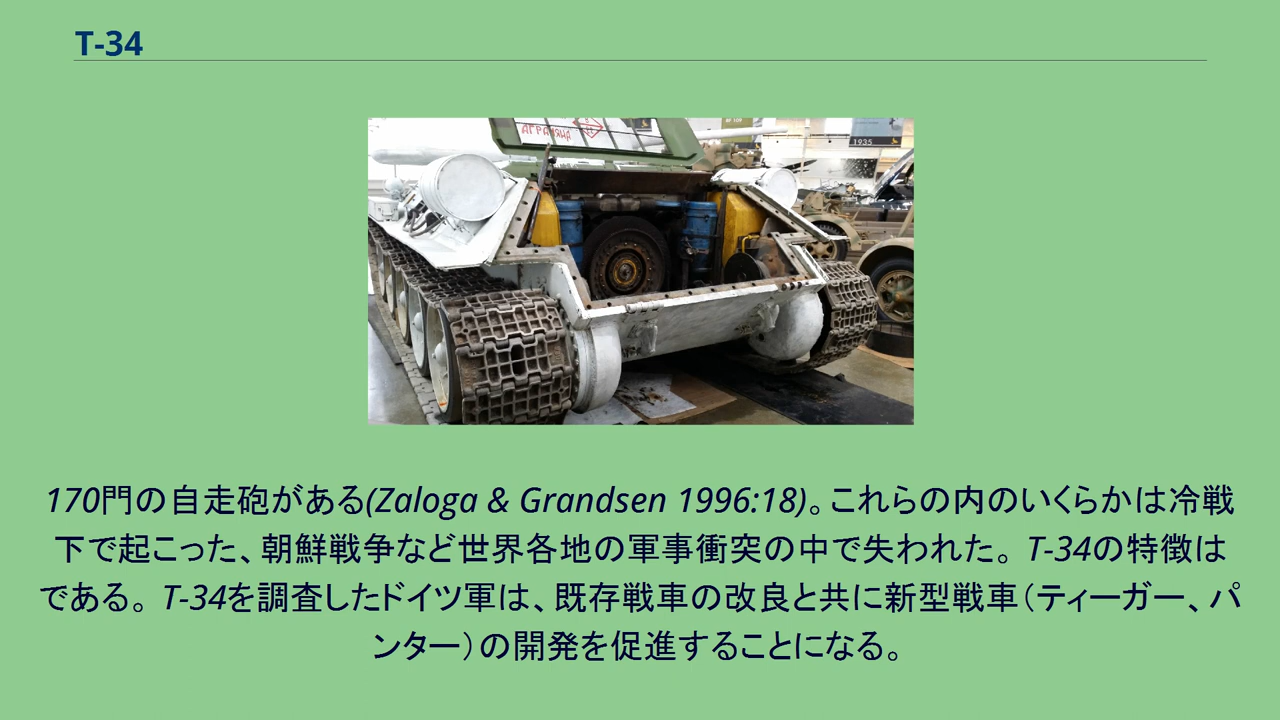 T-34
АГРАЯНА
BF 109
1935
170門の自走砲がある(Zaloga & Grandsen 1996:18)。これらの内のいくらかは冷戦
下で起こった、朝鮮戦争など世界各地の軍事衝突の中で失われた。T-34の特徴は
である。T-34を調査したドイツ軍は、既存戦車の改良と共に新型戦車（ティーガー、パ
ンター）の開発を促進することになる。